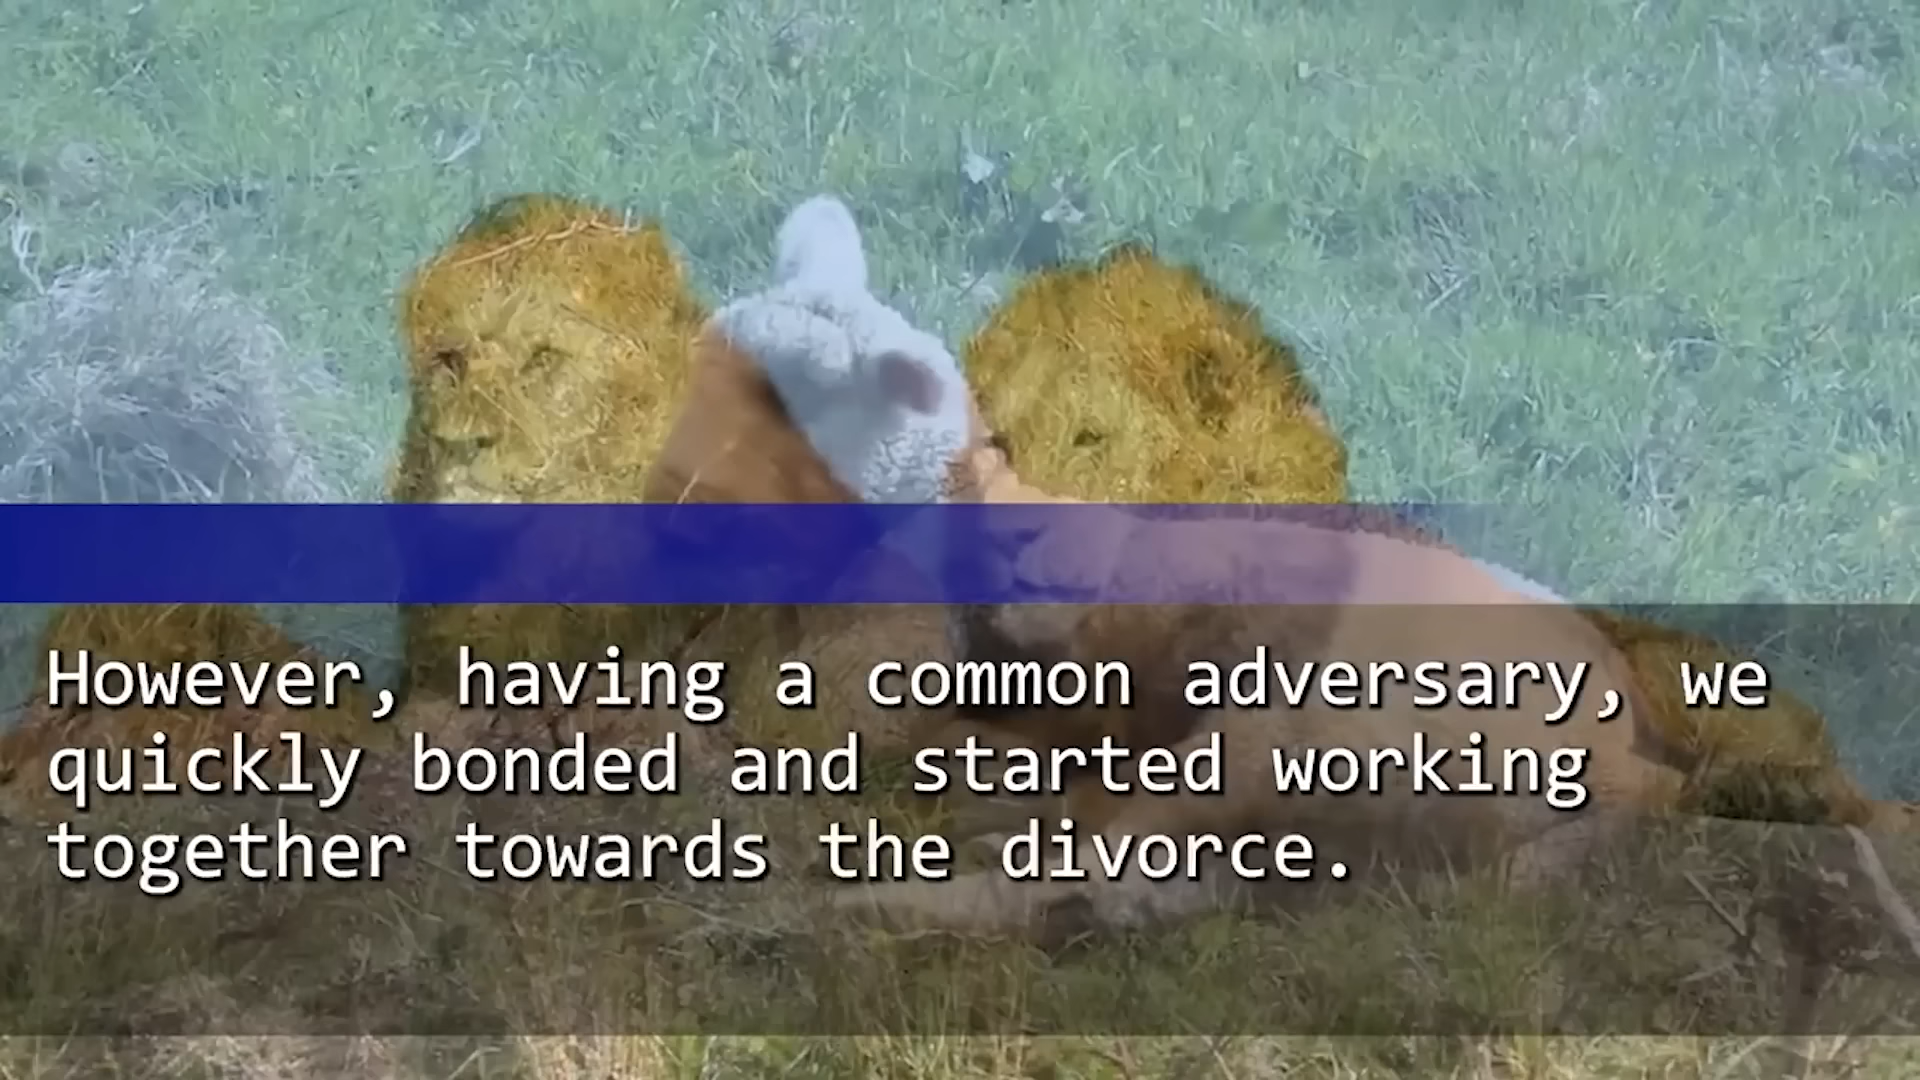 However, having a common adversary, we
quickly bonded and started working
together towards the divorce.